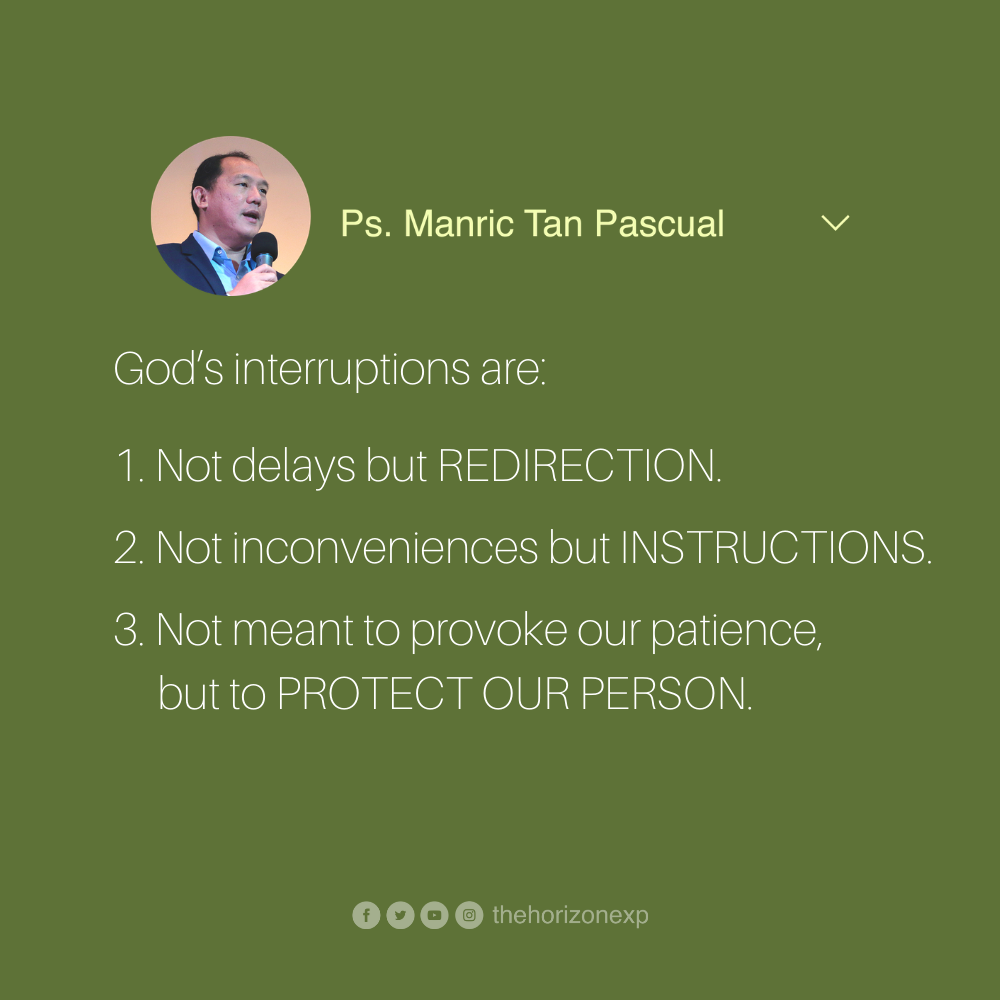 Ps. Manric Tan Pascual
God’s interruptions are:
1. Not delays but REDIRECTION.
2. Not inconveniences but INSTRUCTIONS.
3. Not meant to provoke our patience,
but to PROTECT OUR PERSON.
thehorizonexp